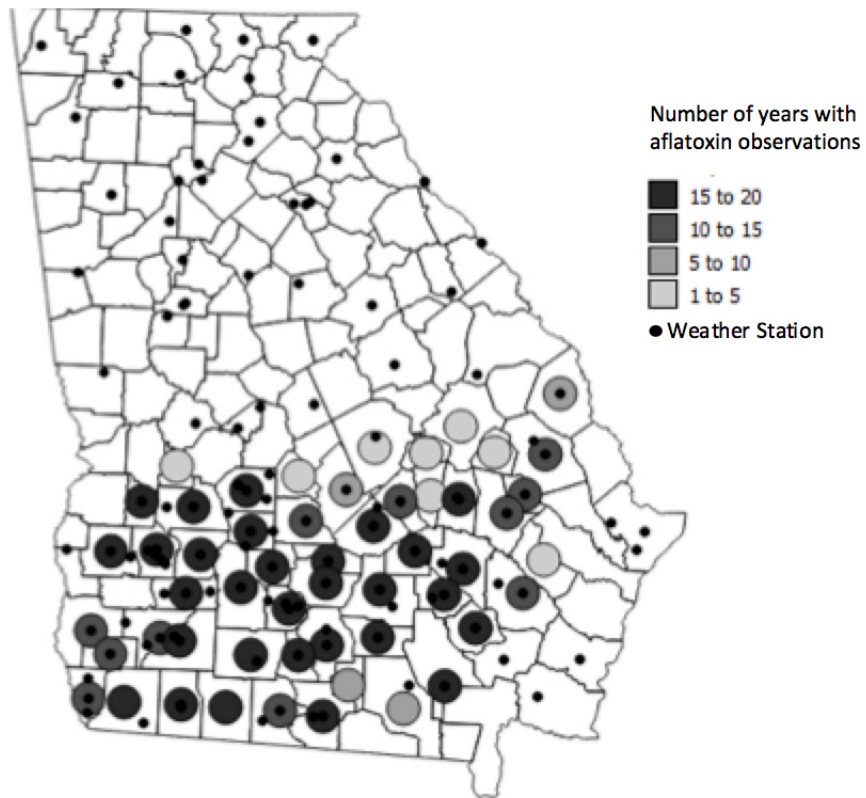 Number of years with
aflatoxin observations
15 to 20
10 to 15
5 to 10
1 to 5
Weather Station